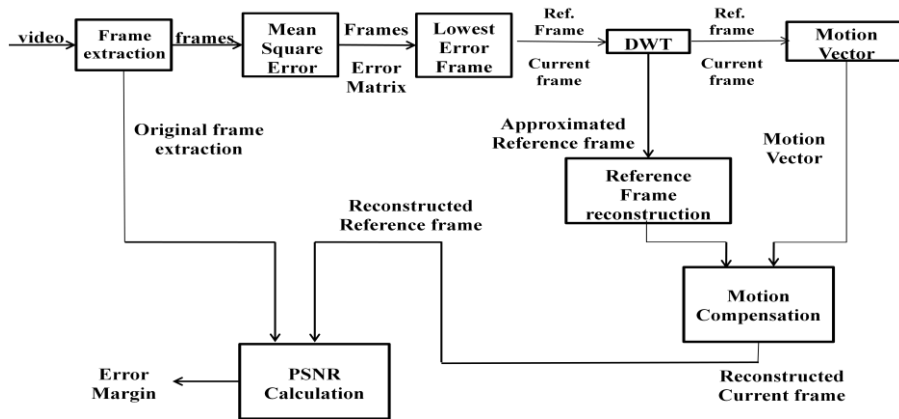 video
Frame
extraction
frames
Mean
Square
Error
Frames
Error
Matrix
Lowest
Error
Frame
Ref.
Frame
Current
frame
DWT
Ref. frame
Current
frame
Motion
Vector
Original frame
extraction
Approximated
Reference frame
Motion
Vector
Reference
Frame
reconstruction
Reconstructed
Reference frame
Motion
Compensation
PSNR
Calculation
Error
Margin
Reconstructed
Current frame